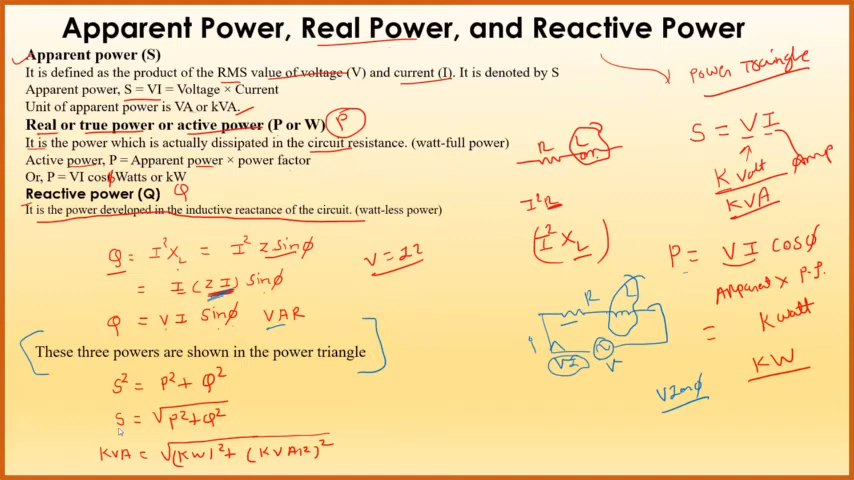 Apparent Power, Real Power, and Reactive Power
Apparent power (S)
It is defined as the product of the RMS value of voltage (V) and current (I). It is denoted by S
Apparent power, S = VI = Voltage × Current
Unit of apparent power is VA or kVA.
Real or true power or active power (P or W) P
It is the power which is actually dissipated in the circuit resistance. (watt-full power)
Active power, P = Apparent power × power factor
Or, P = VI cosϕ Watts or kW
Reactive power (Q) Q
It is the power developed in the inductive reactance of the circuit. (watt-less power)
Q = I² X_L = I² Z sinϕ
= I (Z I) sinϕ
Q = V I sinϕ VAR
V = I Z
These three powers are shown in the power triangle
S² = P² + Q²
S = √P² + Q²
KVA = √(KW)² + (KVAR)²
R L
I²R
(I² X_L)
R L
VI V
VI cosϕ
Power Triangle
S = VI
K Volt Amp
KVA
P = VI cosϕ
Apparent × P.f.
= K watt
KW